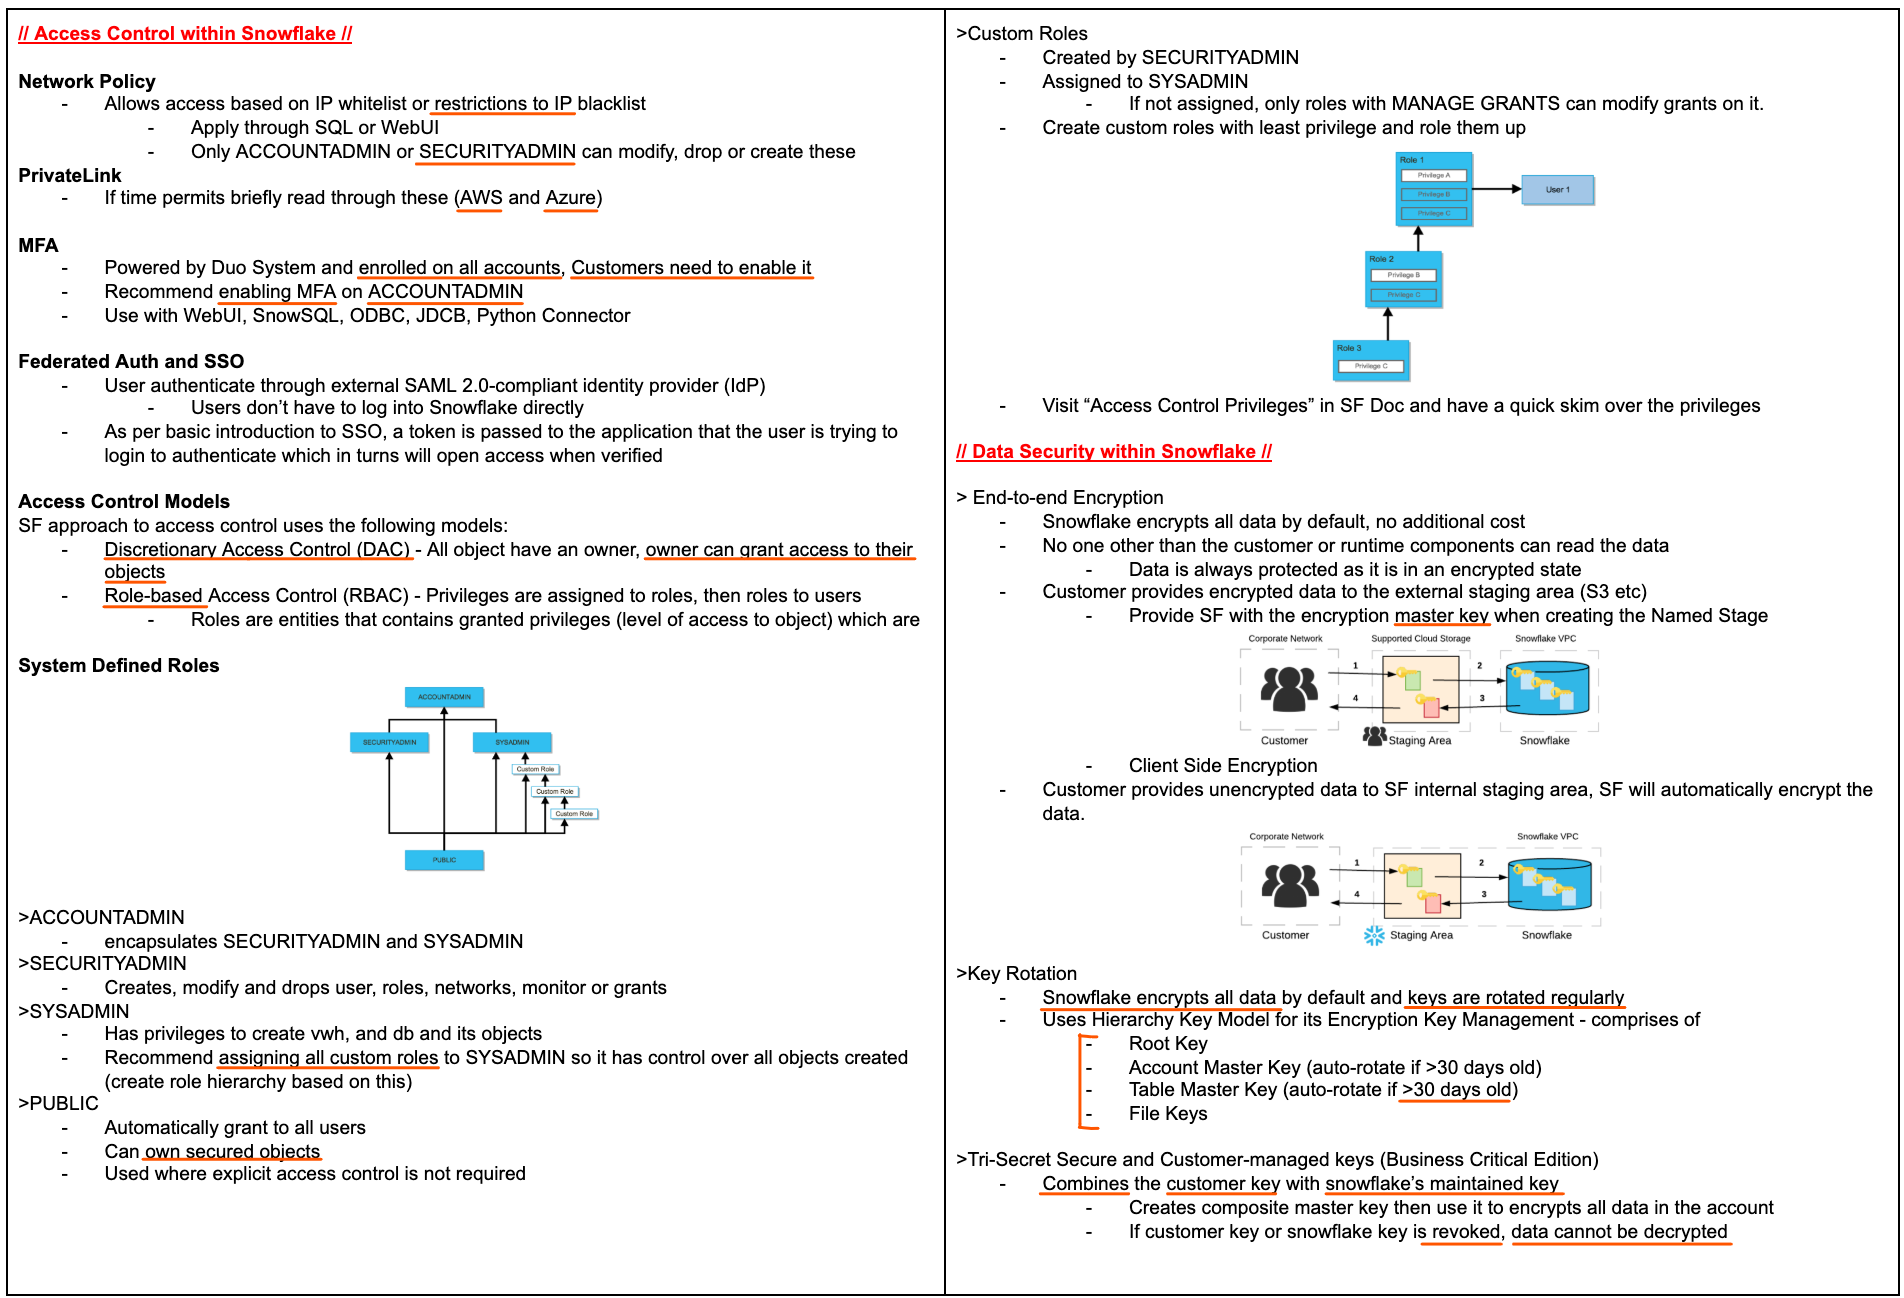 // Access Control within Snowflake //
Network Policy
- Allows access based on IP whitelist or restrictions to IP blacklist
- Apply through SQL or WebUI
- Only ACCOUNTADMIN or SECURITYADMIN can modify, drop or create these
PrivateLink
- If time permits briefly read through these (AWS and Azure)
MFA
- Powered by Duo System and enrolled on all accounts, Customers need to enable it
- Recommend enabling MFA on ACCOUNTADMIN
- Use with WebUI, SnowSQL, ODBC, JDCB, Python Connector
Federated Auth and SSO
- User authenticate through external SAML 2.0-compliant identity provider (IdP)
- Users don’t have to log into Snowflake directly
- As per basic introduction to SSO, a token is passed to the application that the user is trying to
login to authenticate which in turns will open access when verified
Access Control Models
SF approach to access control uses the following models:
- Discretionary Access Control (DAC) - All object have an owner, owner can grant access to their
objects
- Role-based Access Control (RBAC) - Privileges are assigned to roles, then roles to users
- Roles are entities that contains granted privileges (level of access to object) which are
System Defined Roles
ACCOUNTADMIN
SECURITYADMIN
SYSADMIN
Custom Role
Custom Role
Custom Role
PUBLIC
>ACCOUNTADMIN
- encapsulates SECURITYADMIN and SYSADMIN
>SECURITYADMIN
- Creates, modify and drops user, roles, networks, monitor or grants
>SYSADMIN
- Has privileges to create vwh, and db and its objects
- Recommend assigning all custom roles to SYSADMIN so it has control over all objects created
(create role hierarchy based on this)
>PUBLIC
- Automatically grant to all users
- Can own secured objects
- Used where explicit access control is not required
>Custom Roles
- Created by SECURITYADMIN
- Assigned to SYSADMIN
- If not assigned, only roles with MANAGE GRANTS can modify grants on it.
- Create custom roles with least privilege and role them up
Role 1
Privilege A
Privilege B
Privilege C
User 1
Role 2
Privilege B
Privilege C
Role 3
Privilege C
- Visit “Access Control Privileges” in SF Doc and have a quick skim over the privileges
// Data Security within Snowflake //
> End-to-end Encryption
- Snowflake encrypts all data by default, no additional cost
- No one other than the customer or runtime components can read the data
- Data is always protected as it is in an encrypted state
- Customer provides encrypted data to the external staging area (S3 etc)
- Provide SF with the encryption master key when creating the Named Stage
Corporate Network Supported Cloud Storage Snowflake VPC
1 2
4 3
Customer Staging Area Snowflake
- Client Side Encryption
- Customer provides unencrypted data to SF internal staging area, SF will automatically encrypt the
data.
Corporate Network Snowflake VPC
1 2
4 3
Customer Staging Area Snowflake
>Key Rotation
- Snowflake encrypts all data by default and keys are rotated regularly
- Uses Hierarchy Key Model for its Encryption Key Management - comprises of
- Root Key
- Account Master Key (auto-rotate if >30 days old)
- Table Master Key (auto-rotate if >30 days old)
- File Keys
>Tri-Secret Secure and Customer-managed keys (Business Critical Edition)
- Combines the customer key with snowflake’s maintained key
- Creates composite master key then use it to encrypts all data in the account
- If customer key or snowflake key is revoked, data cannot be decrypted